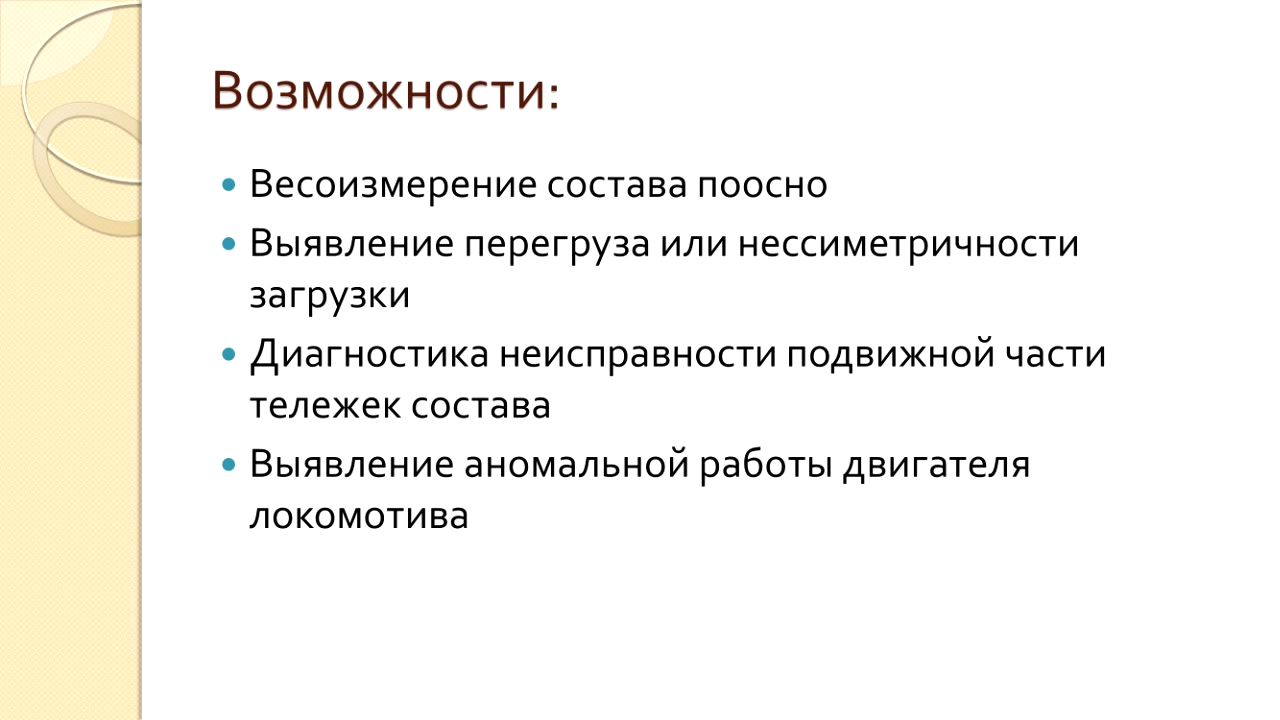 Возможности:
Весоизмерение состава поосно
Выявление перегруза или нессиметричности
загрузки
Диагностика неисправности подвижной части
тележек состава
Выявление аномальной работы двигателя
локомотива